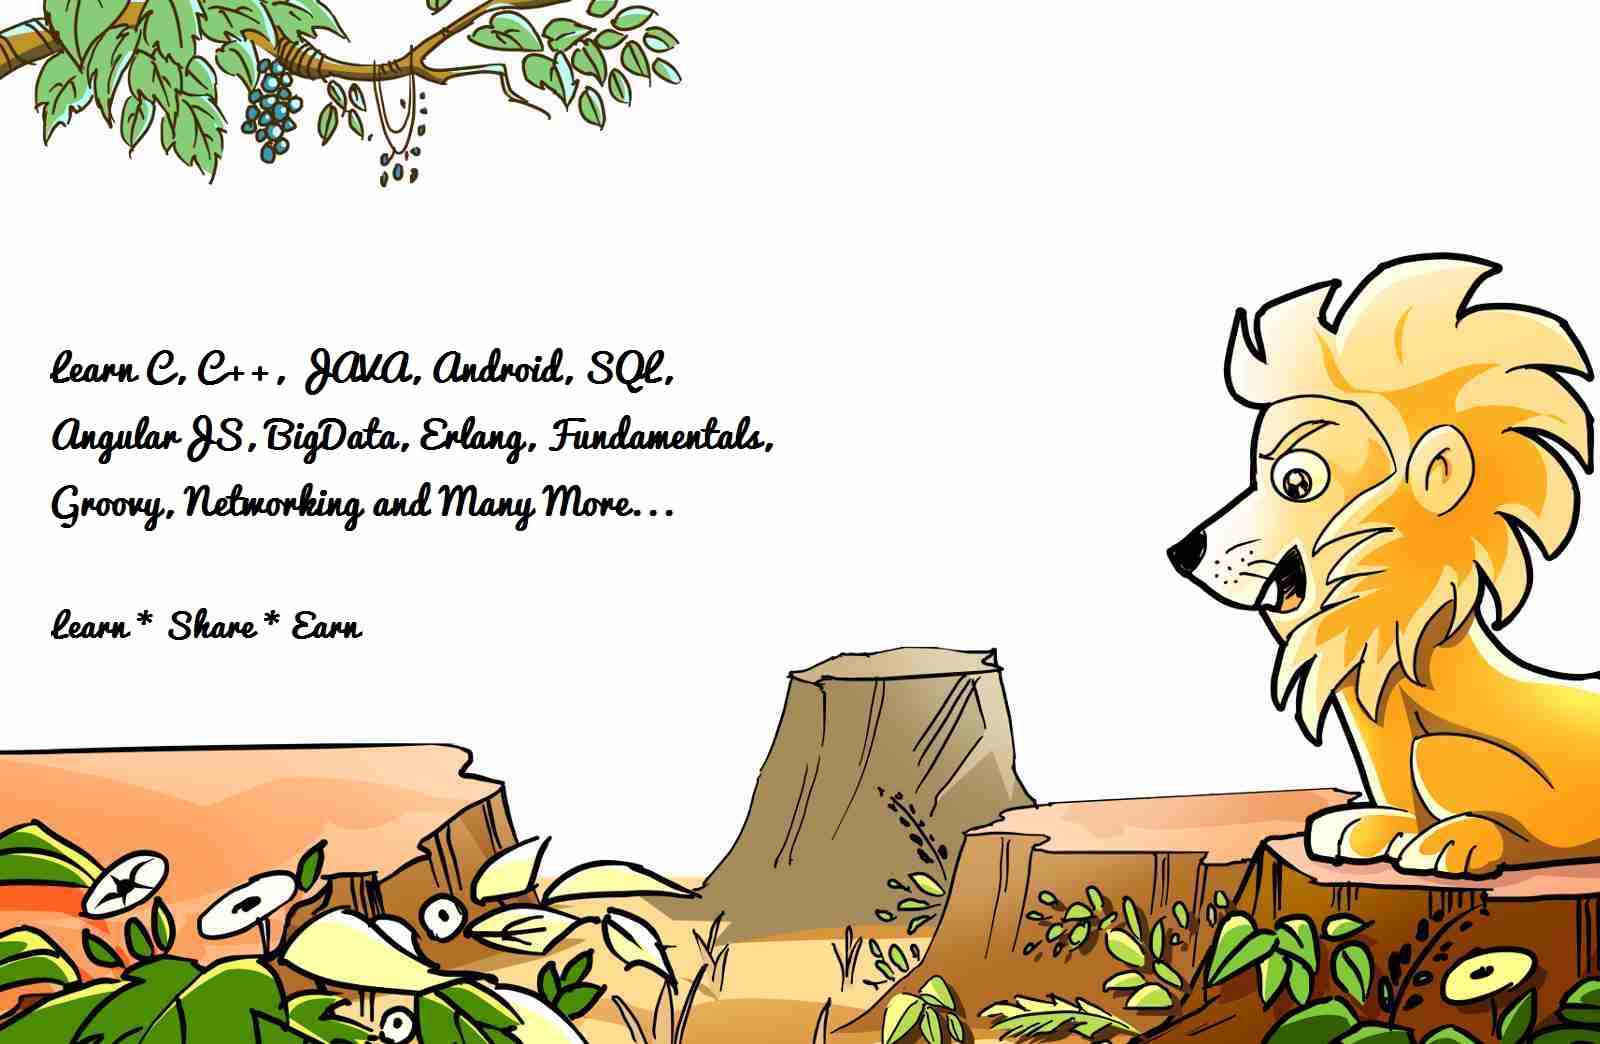 Learn C, C++, JAVA, Android, SQL,
Angular JS, BigData, Erlang, Fundamentals,
Groovy, Networking and Many More...
Learn * Share * Earn